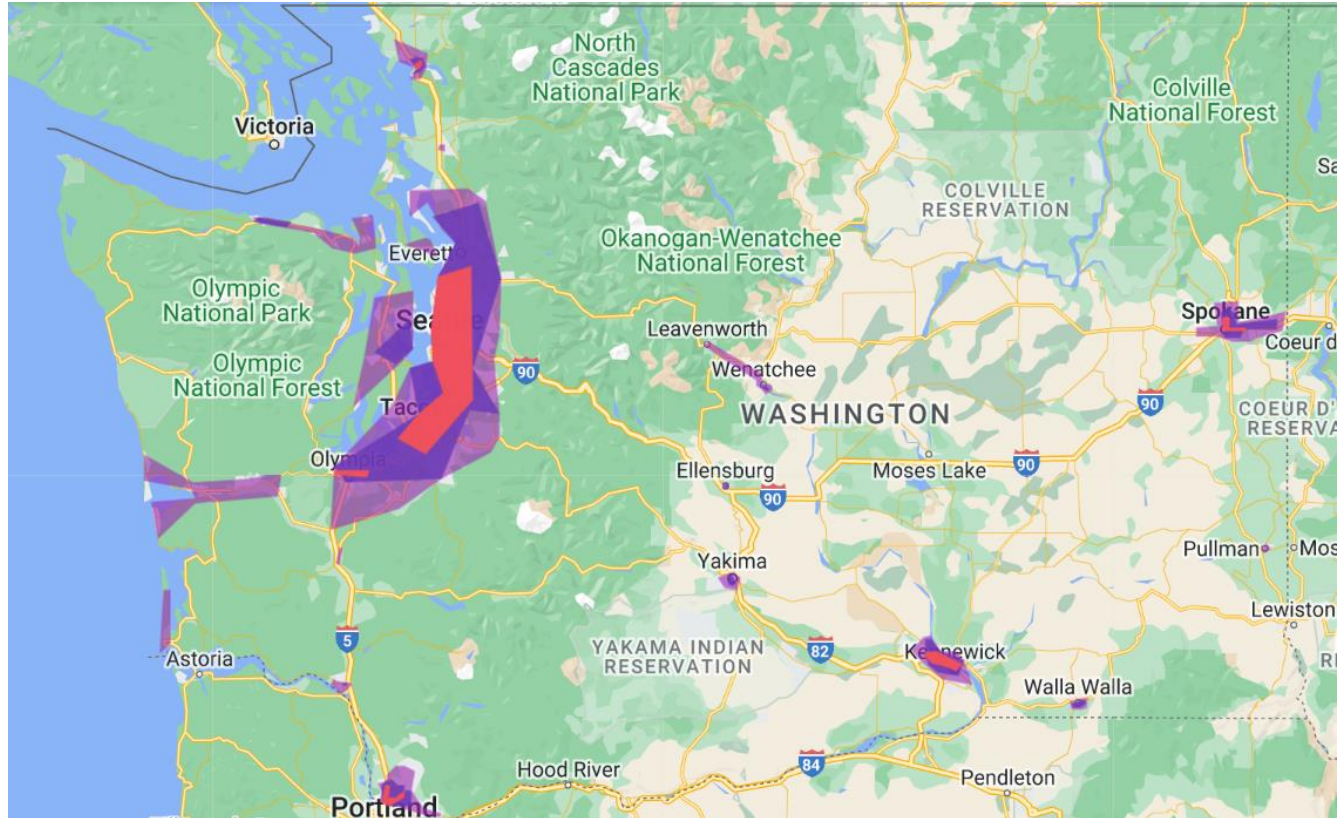 North
Cascades
National Park
Colville
National Forest
Victoria
COLVILLE
RESERVATION
Okanogan-Wenatchee
National Forest
Everett
Olympic
National Park
Seattle
Spokane
Leavenworth
Olympic
National Forest
Wenatchee
90
WASHINGTON
90
Olympia
Ellensburg
90
Moses Lake
90
Yakima
Pullman
Lewiston
5
82
YAKAMA INDIAN
RESERVATION
Kennewick
Astoria
Walla Walla
84
Hood River
Pendleton
Portland